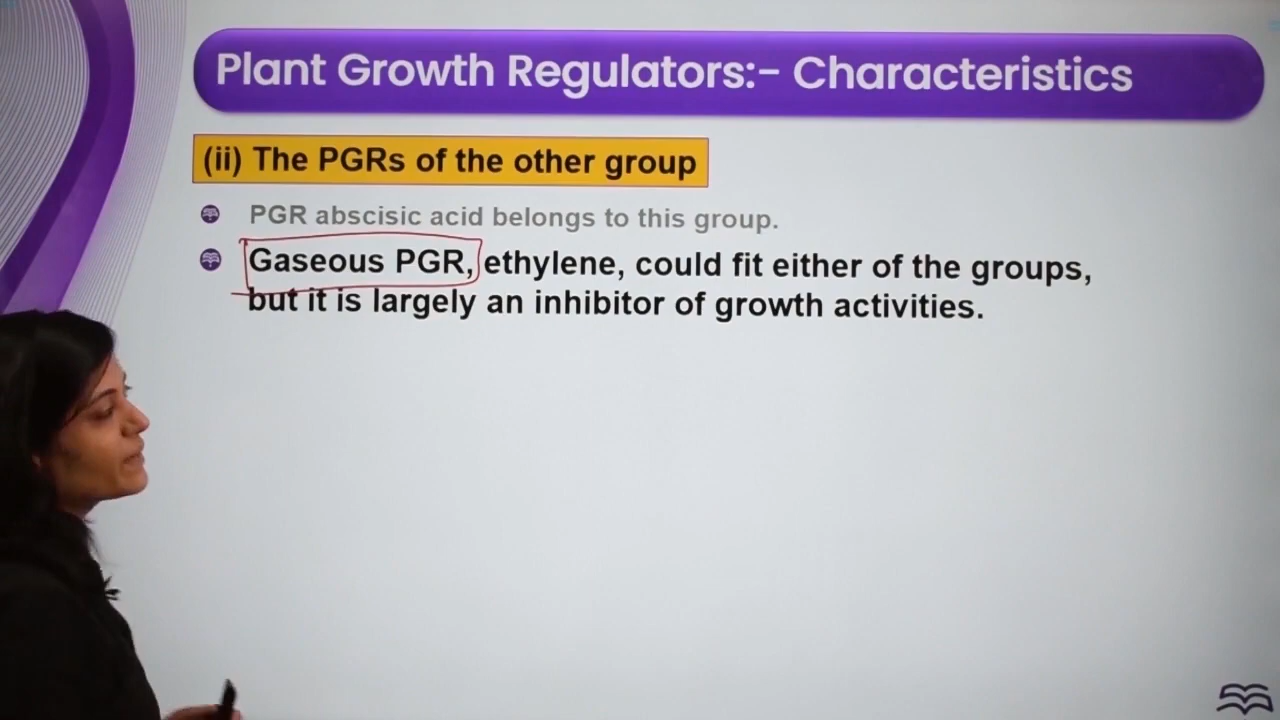 Plant Growth Regulators:- Characteristics
(ii) The PGRs of the other group
PGR abscisic acid belongs to this group.
Gaseous PGR, ethylene, could fit either of the groups,
but it is largely an inhibitor of growth activities.